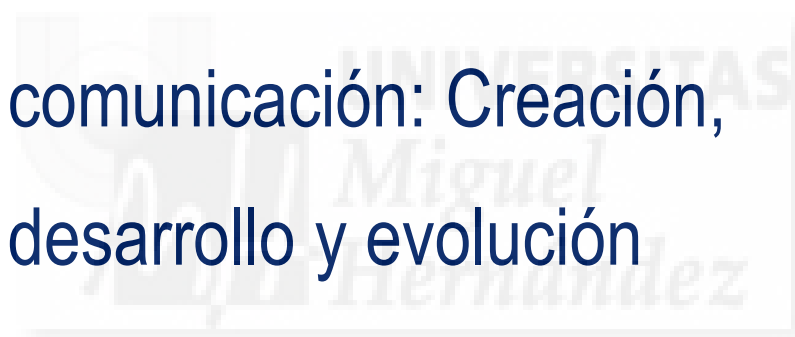 comunicación: Creación,
desarrollo y evolución
UNIVERSITAS
Miguel
Hernández